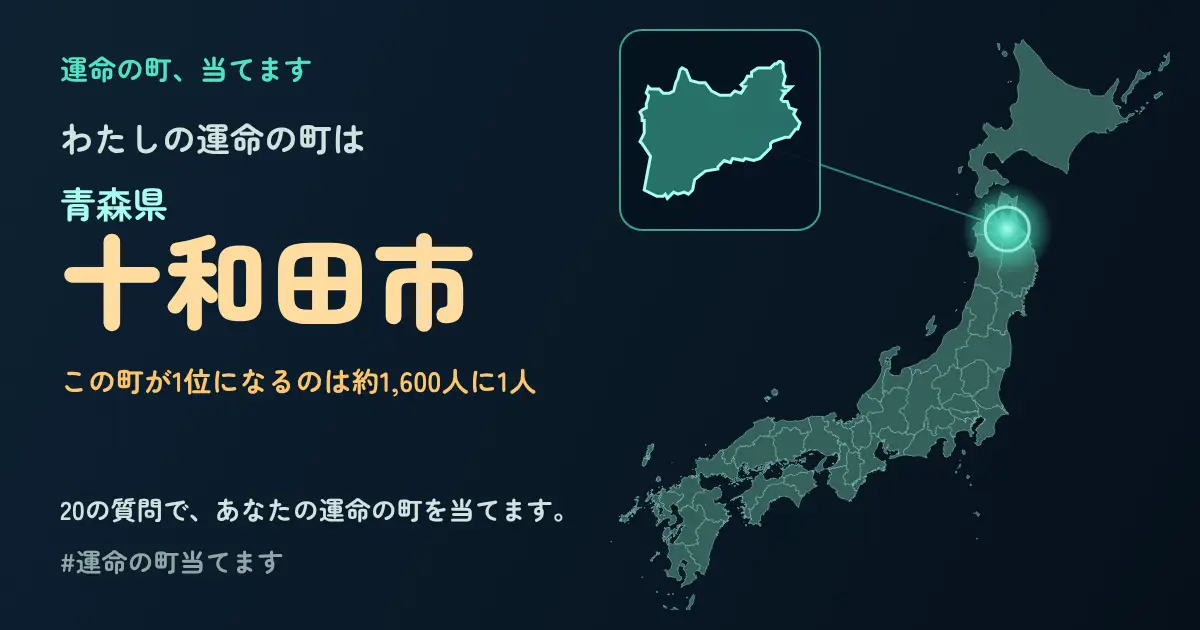 運命の町、当てます
わたしの運命の町は
青森県
十和田市
この町が1位になるのは約1,600人に1人
20の質問で、あなたの運命の町を当てます。
#運命の町当てます